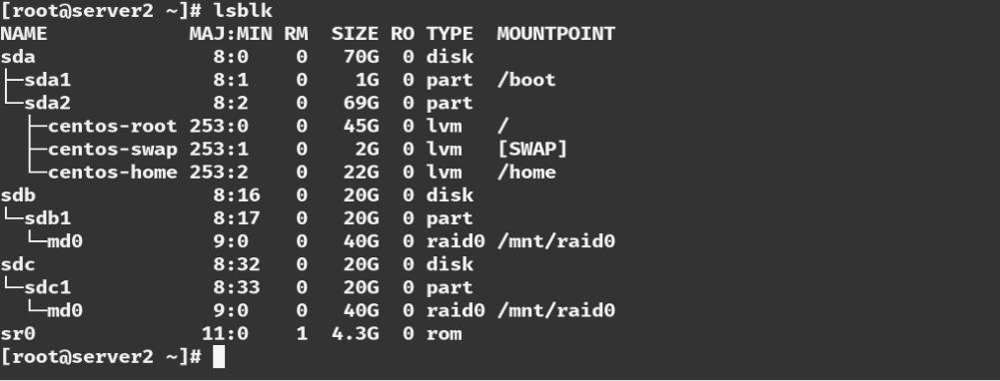 [root@server2 ~]# lsblk
NAME            MAJ:MIN RM  SIZE RO TYPE  MOUNTPOINT
sda               8:0    0   70G  0 disk
├─sda1            8:1    0    1G  0 part  /boot
└─sda2            8:2    0   69G  0 part
  ├─centos-root 253:0    0   45G  0 lvm   /
  ├─centos-swap 253:1    0    2G  0 lvm   [SWAP]
  └─centos-home 253:2    0   22G  0 lvm   /home
sdb               8:16   0   20G  0 disk
└─sdb1            8:17   0   20G  0 part
  └─md0           9:0    0   40G  0 raid0 /mnt/raid0
sdc               8:32   0   20G  0 disk
└─sdc1            8:33   0   20G  0 part
  └─md0           9:0    0   40G  0 raid0 /mnt/raid0
sr0              11:0    1  4.3G  0 rom
[root@server2 ~]#